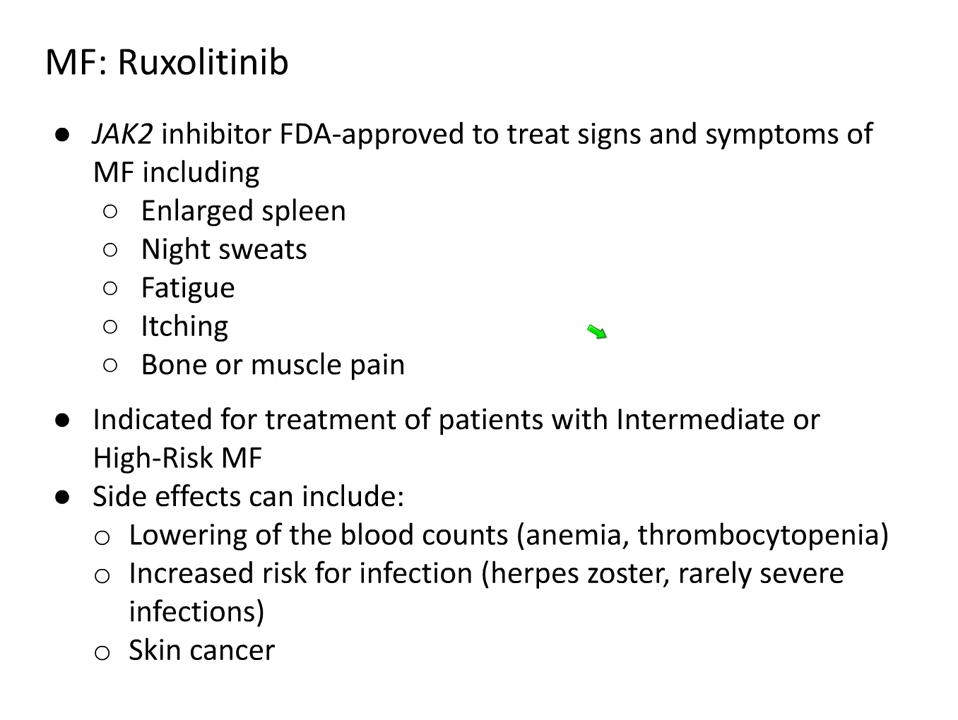 MF: Ruxolitinib
● JAK2 inhibitor FDA-approved to treat signs and symptoms of
MF including
○ Enlarged spleen
○ Night sweats
○ Fatigue
○ Itching
○ Bone or muscle pain
● Indicated for treatment of patients with Intermediate or
High-Risk MF
● Side effects can include:
○ Lowering of the blood counts (anemia, thrombocytopenia)
○ Increased risk for infection (herpes zoster, rarely severe
infections)
○ Skin cancer